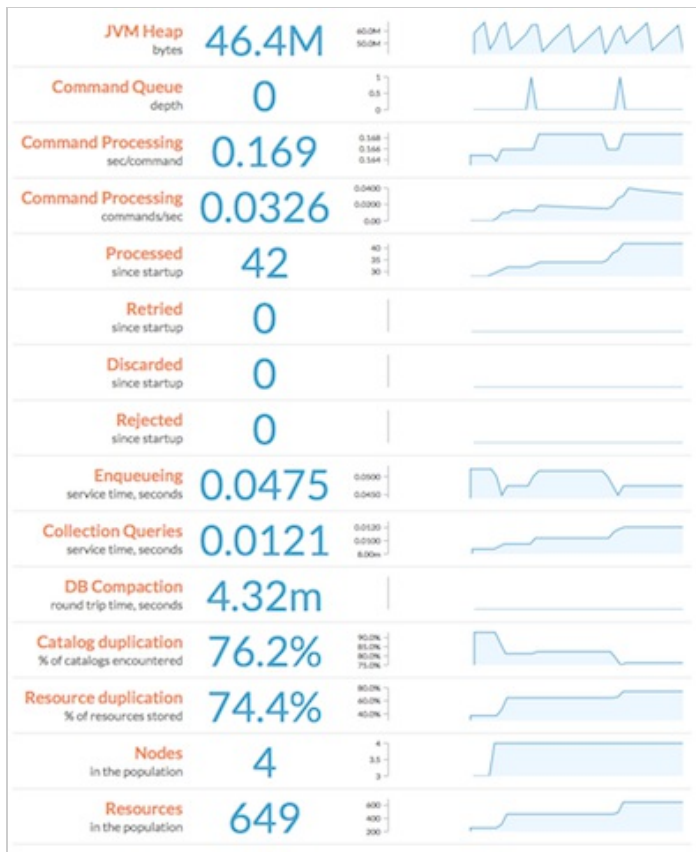 JVM Heap
bytes
46.4M
60.0M
50.0M
Command Queue
depth
0
1
0.5
0
Command Processing
sec/command
0.169
0.168
0.166
0.164
Command Processing
commands/sec
0.0326
0.0400
0.0200
0.00
Processed
since startup
42
40
35
30
Retried
since startup
0
Discarded
since startup
0
Rejected
since startup
0
Enqueueing
service time, seconds
0.0475
0.0500
0.0450
Collection Queries
service time, seconds
0.0121
0.0120
0.0100
8.00m
DB Compaction
round trip time, seconds
4.32m
Catalog duplication
% of catalogs encountered
76.2%
90.0%
85.0%
80.0%
75.0%
Resource duplication
% of resources stored
74.4%
80.0%
60.0%
40.0%
Nodes
in the population
4
4
3.5
3
Resources
in the population
649
600
400
200